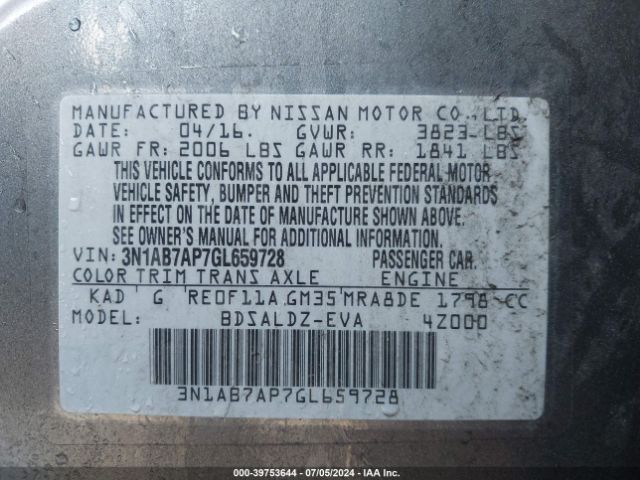 MANUFACTURED BY NISSAN MOTOR CO., LTD.
DATE: 04/16. GVWR: 3823-LBS
GAWR FR: 2006 LBS GAWR RR: 1841 LBS
THIS VEHICLE CONFORMS TO ALL APPLICABLE FEDERAL MOTOR
VEHICLE SAFETY, BUMPER AND THEFT PREVENTION STANDARDS
IN EFFECT ON THE DATE OF MANUFACTURE SHOWN ABOVE.
SEE OWNER'S MANUAL FOR ADDITIONAL INFORMATION.
VIN: 3N1AB7AP7GL659728 PASSENGER CAR.
COLOR TRIM TRANS AXLE ENGINE
KAD G RE0F11A GM35 MRA8DE 1798 CC
MODEL: BDSALDZ-EVA 4Z000
3N1AB7AP7GL659728
000-39753644 / 07/05/2024 - IAA Inc.